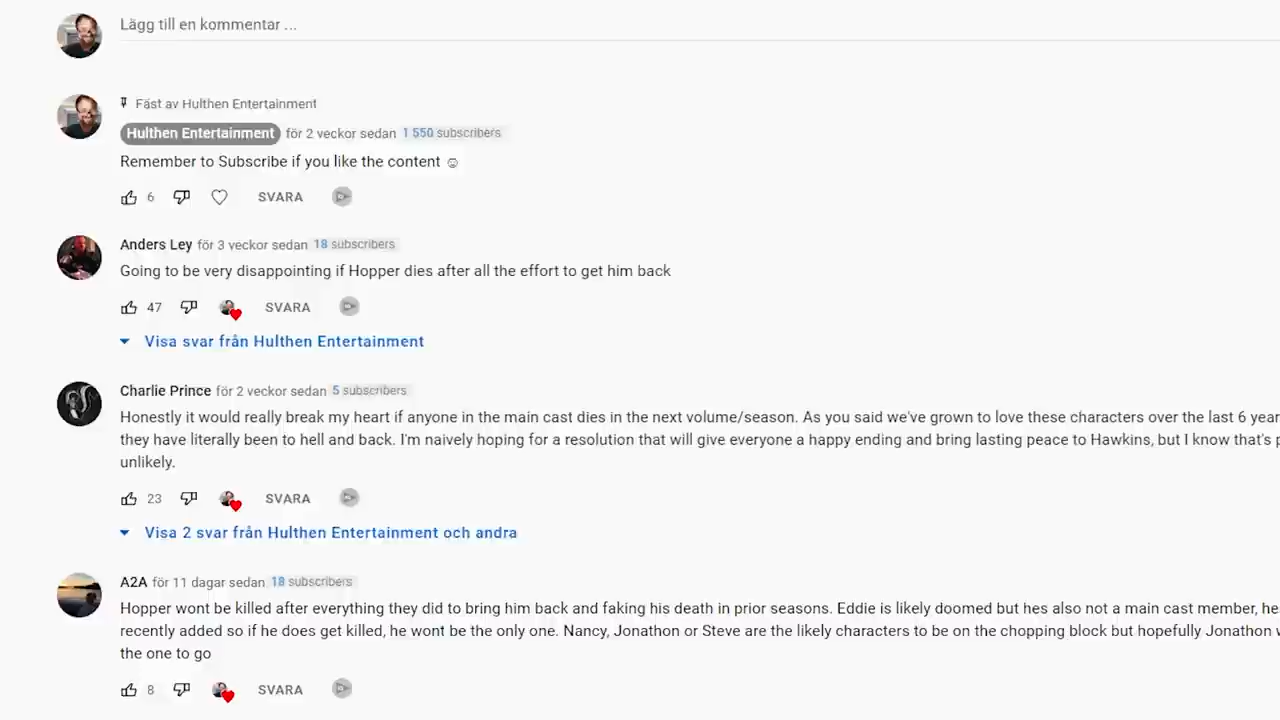 Lägg till en kommentar ...
Fäst av Hulthen Entertainment
Hulthen Entertainment för 2 veckor sedan 1 550 subscribers
Remember to Subscribe if you like the content ☺
6 SVARA
Anders Ley för 3 veckor sedan 18 subscribers
Going to be very disappointing if Hopper dies after all the effort to get him back
47 SVARA
Visa svar från Hulthen Entertainment
Charlie Prince för 2 veckor sedan 5 subscribers
Honestly it would really break my heart if anyone in the main cast dies in the next volume/season. As you said we've grown to love these characters over the last 6 year
they have literally been to hell and back. I'm naively hoping for a resolution that will give everyone a happy ending and bring lasting peace to Hawkins, but I know that's p
unlikely.
23 SVARA
Visa 2 svar från Hulthen Entertainment och andra
A2A för 11 dagar sedan 18 subscribers
Hopper wont be killed after everything they did to bring him back and faking his death in prior seasons. Eddie is likely doomed but hes also not a main cast member, hes
recently added so if he does get killed, he wont be the only one. Nancy, Jonathon or Steve are the likely characters to be on the chopping block but hopefully Jonathon w
the one to go
8 SVARA